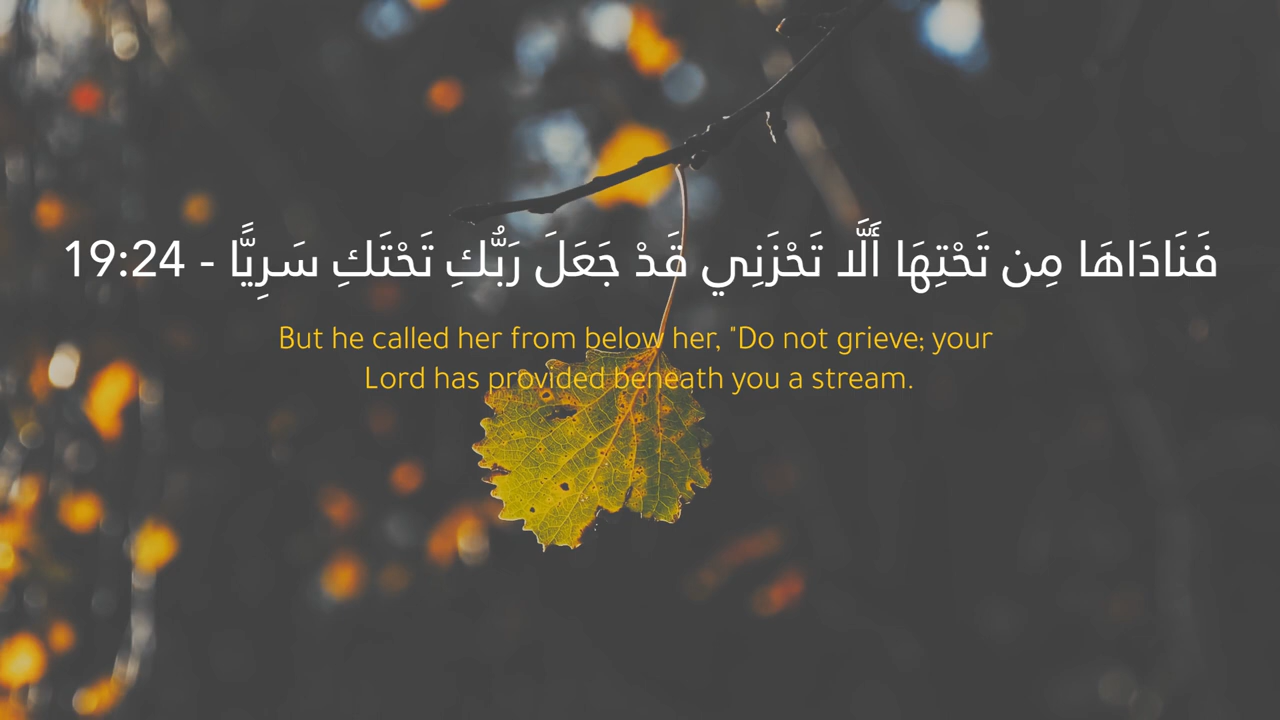 فَنَادَاهَا مِن تَحْتِهَا أَلَّا تَحْزَنِي قَدْ جَعَلَ رَبُّكِ تَحْتَكِ سَرِيًّا - 19:24
But he called her from below her, "Do not grieve; your
Lord has provided beneath you a stream.